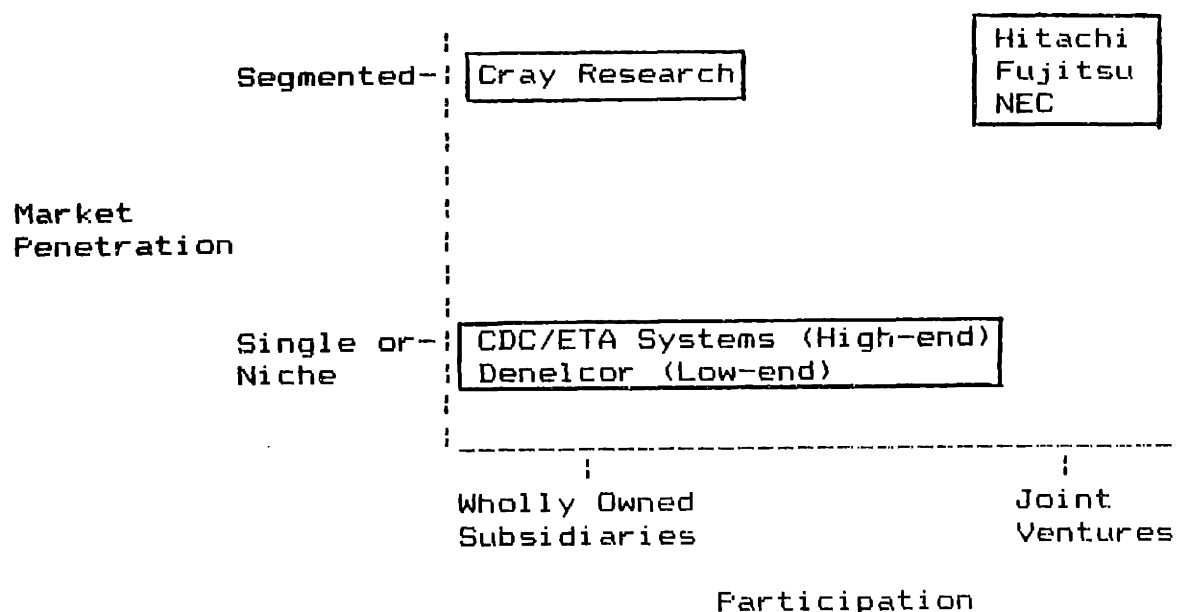 Hitachi
Segmented- Cray Research Fujitsu
NEC
Market
Penetration
Single or- CDC/ETA Systems (High-end)
Niche Denelcor (Low-end)
Wholly Owned Joint
Subsidiaries Ventures
Participation